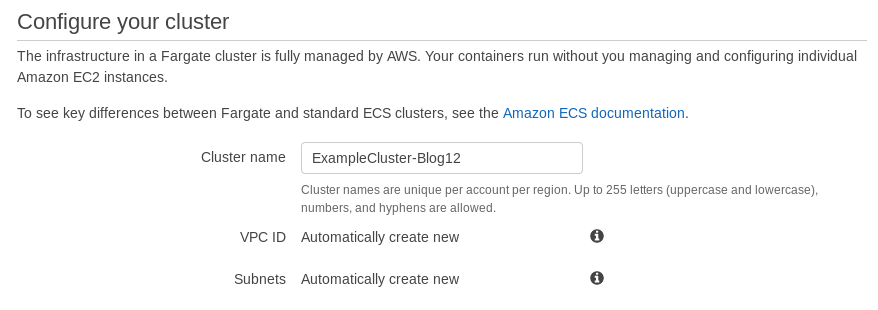 Configure your cluster
The infrastructure in a Fargate cluster is fully managed by AWS. Your containers run without you managing and configuring individual
Amazon EC2 instances.
To see key differences between Fargate and standard ECS clusters, see the Amazon ECS documentation.
Cluster name ExampleCluster-Blog12
Cluster names are unique per account per region. Up to 255 letters (uppercase and lowercase),
numbers, and hyphens are allowed.
VPC ID Automatically create new
Subnets Automatically create new